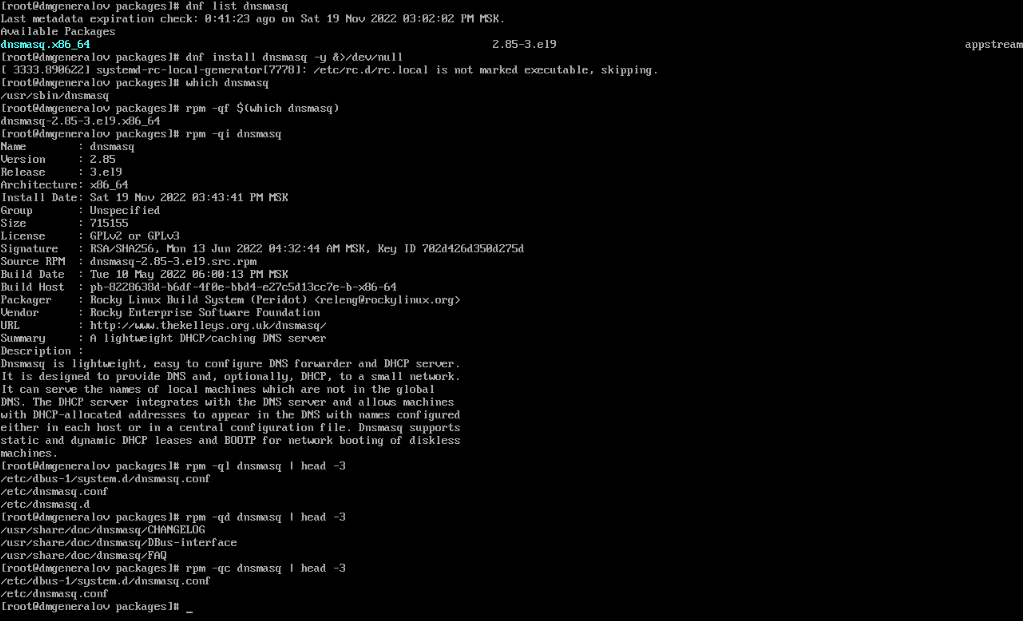 [root@dmgeneralov packages]# dnf list dnsmasq
Last metadata expiration check: 0:41:23 ago on Sat 19 Nov 2022 03:02:02 PM MSK.
Available Packages
dnsmasq.x86_64 2.85-3.el9 appstream
[root@dmgeneralov packages]# dnf install dnsmasq -y &>/dev/null
[ 3333.890622] systemd-rc-local-generator[7778]: /etc/rc.d/rc.local is not marked executable, skipping.
[root@dmgeneralov packages]# which dnsmasq
/usr/sbin/dnsmasq
[root@dmgeneralov packages]# rpm -qf $(which dnsmasq)
dnsmasq-2.85-3.el9.x86_64
[root@dmgeneralov packages]# rpm -qi dnsmasq
Name        : dnsmasq
Version     : 2.85
Release     : 3.el9
Architecture: x86_64
Install Date: Sat 19 Nov 2022 03:43:41 PM MSK
Group       : Unspecified
Size        : 715155
License     : GPLv2 or GPLv3
Signature   : RSA/SHA256, Mon 13 Jun 2022 04:32:44 AM MSK, Key ID 702d426d350d275d
Source RPM  : dnsmasq-2.85-3.el9.src.rpm
Build Date  : Tue 10 May 2022 06:00:13 PM MSK
Build Host  : pb-8228638d-b6df-4f0e-bbd4-e27c5d13cc7e-b-x86-64
Packager    : Rocky Linux Build System (Peridot) <releng@rockylinux.org>
Vendor      : Rocky Enterprise Software Foundation
URL         : http://www.thekelleys.org.uk/dnsmasq/
Summary     : A lightweight DHCP/caching DNS server
Description :
Dnsmasq is lightweight, easy to configure DNS forwarder and DHCP server.
It is designed to provide DNS and, optionally, DHCP, to a small network.
It can serve the names of local machines which are not in the global
DNS. The DHCP server integrates with the DNS server and allows machines
with DHCP-allocated addresses to appear in the DNS with names configured
either in each host or in a central configuration file. Dnsmasq supports
static and dynamic DHCP leases and BOOTP for network booting of diskless
machines.
[root@dmgeneralov packages]# rpm -ql dnsmasq | head -3
/etc/dbus-1/system.d/dnsmasq.conf
/etc/dnsmasq.conf
/etc/dnsmasq.d
[root@dmgeneralov packages]# rpm -qd dnsmasq | head -3
/usr/share/doc/dnsmasq/CHANGELOG
/usr/share/doc/dnsmasq/DBus-interface
/usr/share/doc/dnsmasq/FAQ
[root@dmgeneralov packages]# rpm -qc dnsmasq | head -3
/etc/dbus-1/system.d/dnsmasq.conf
/etc/dnsmasq.conf
[root@dmgeneralov packages]# _